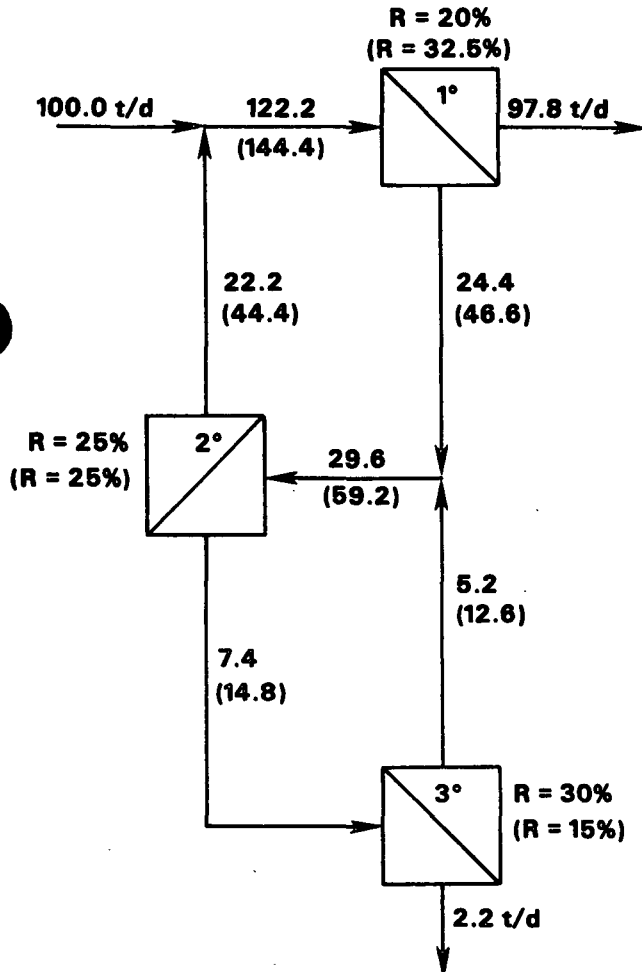 R = 20%
(R = 32.5%)
1°
100.0 t/d
122.2
(144.4)
97.8 t/d
22.2
(44.4)
24.4
(46.6)
R = 25%
(R = 25%)
2°
29.6
(59.2)
5.2
(12.6)
7.4
(14.8)
3°
R = 30%
(R = 15%)
2.2 t/d